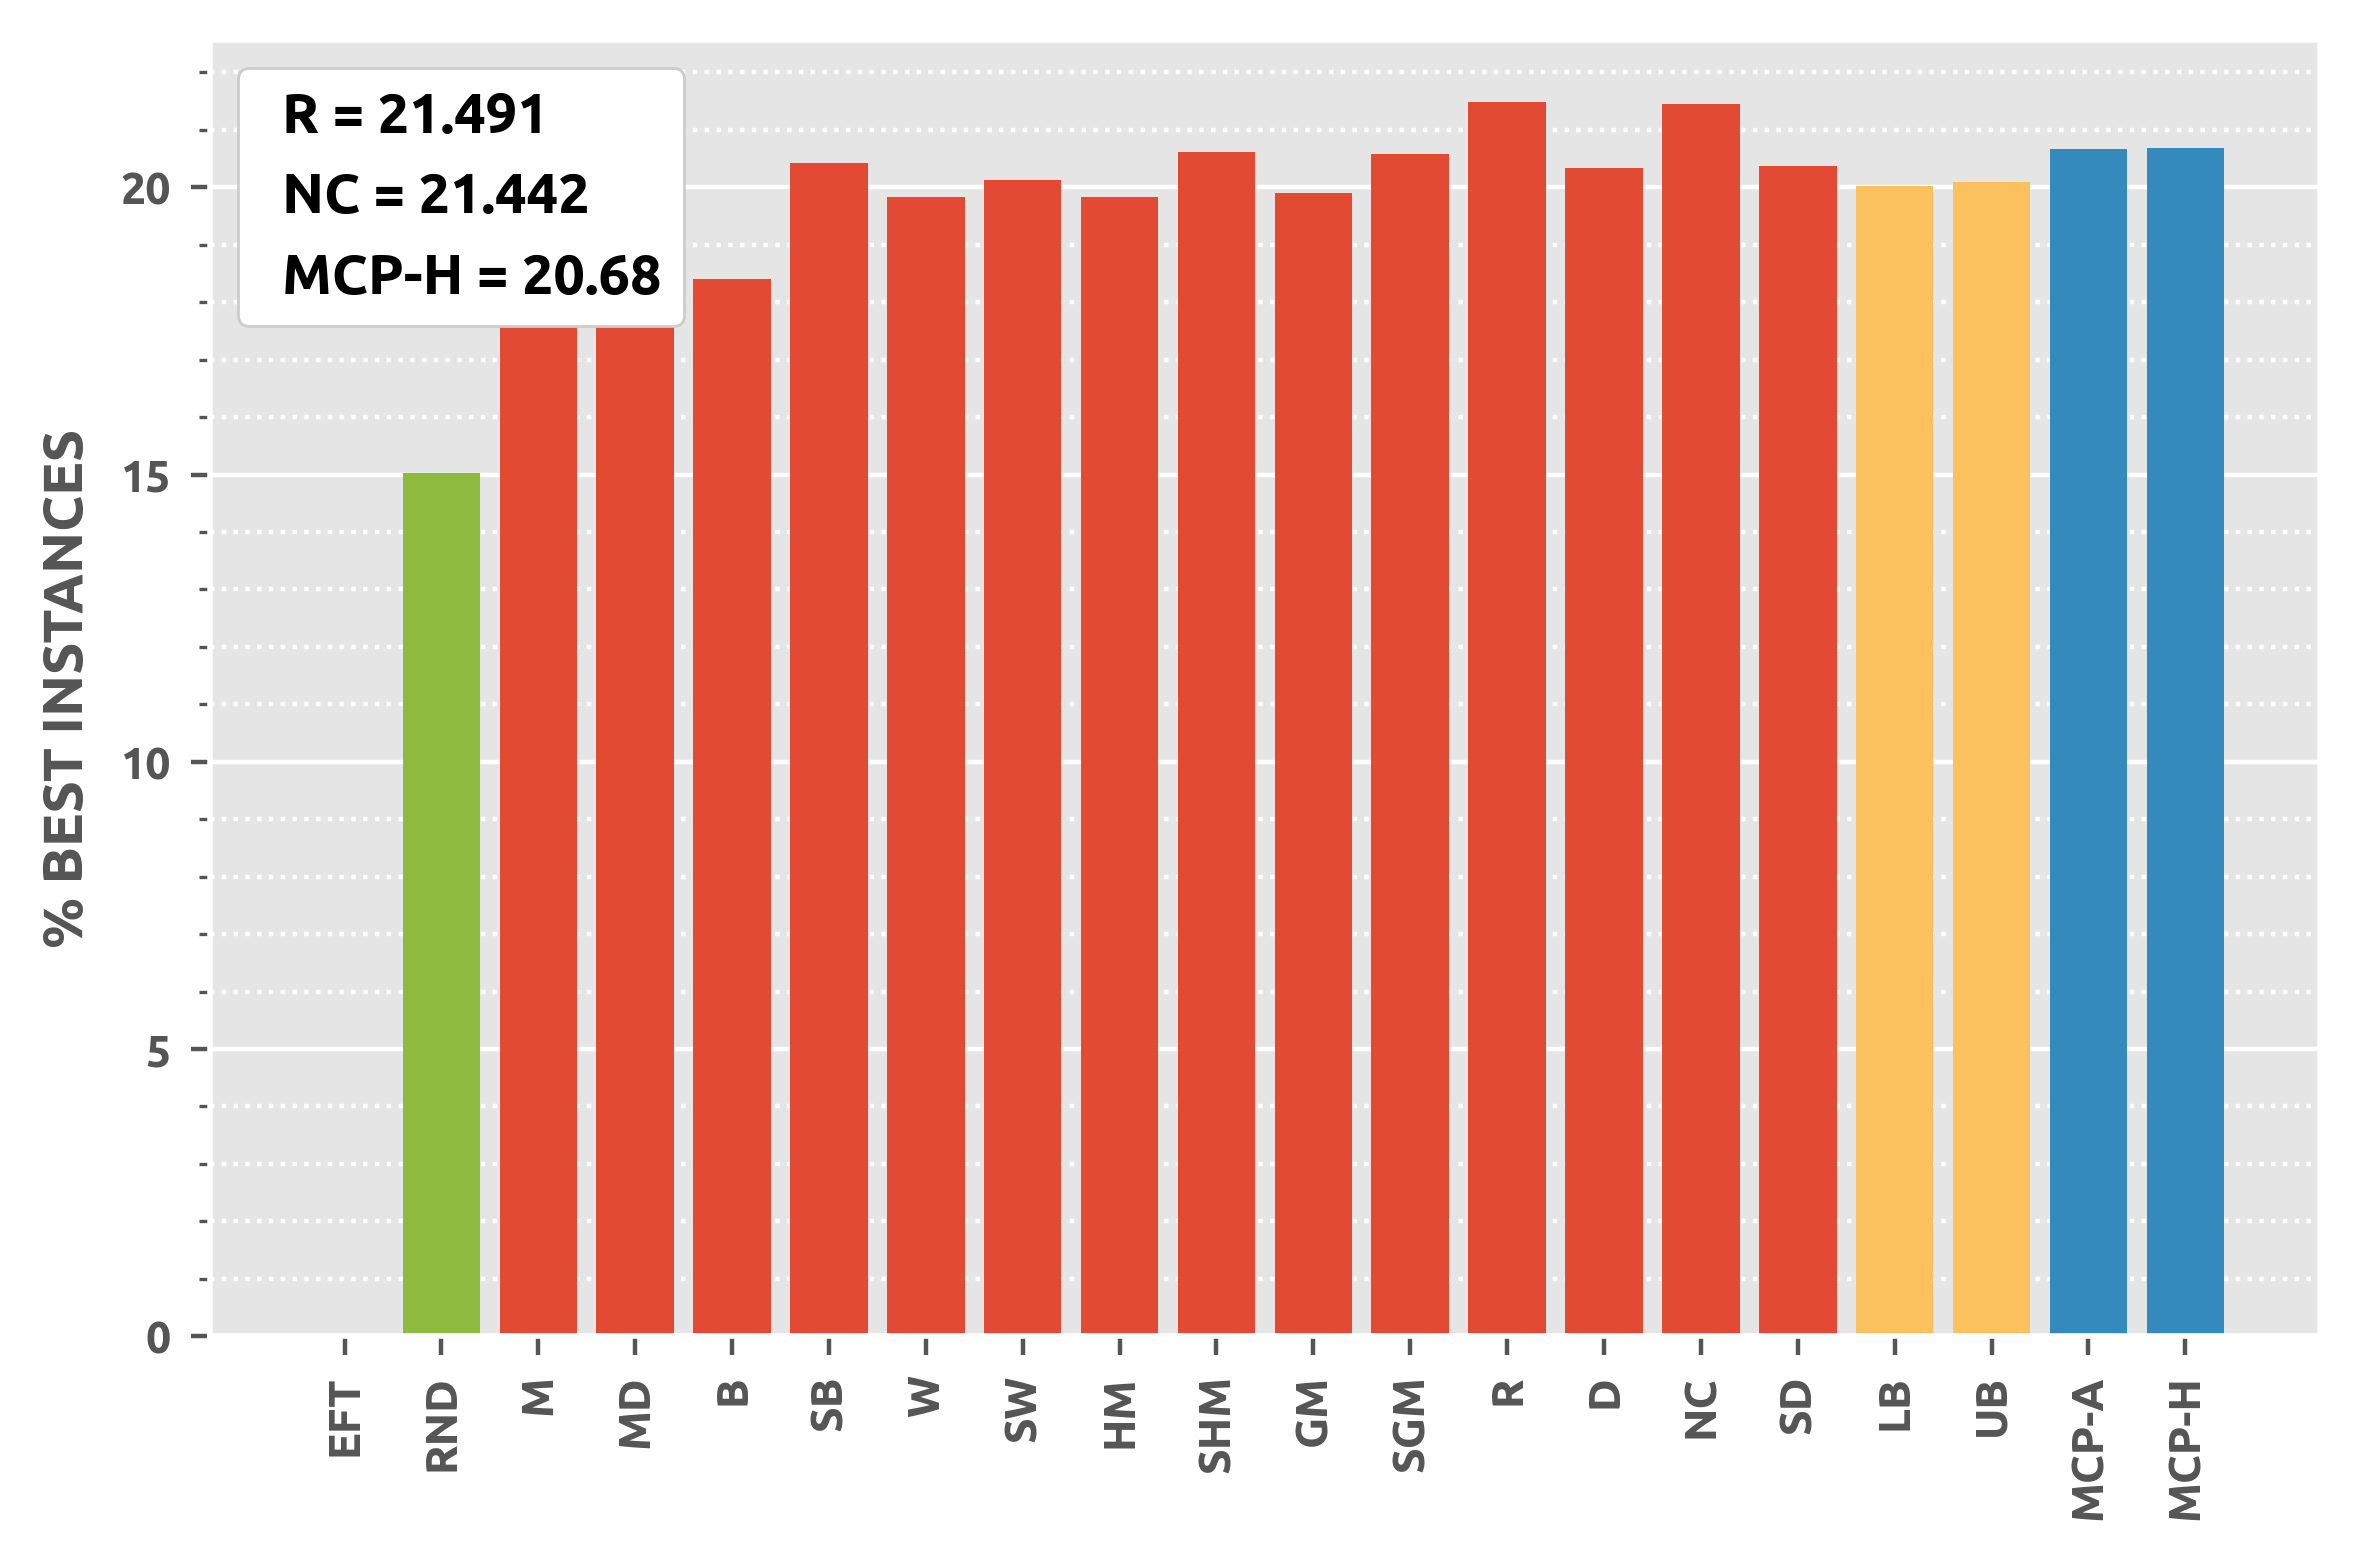 R = 21.491
NC = 21.442
MCP-H = 20.68
% BEST INSTANCES
20
15
10
5
0
EFT
RND
M
MD
B
SB
W
SW
HM
SHM
GM
SGM
R
D
NC
SD
LB
UB
MCP-A
MCP-H